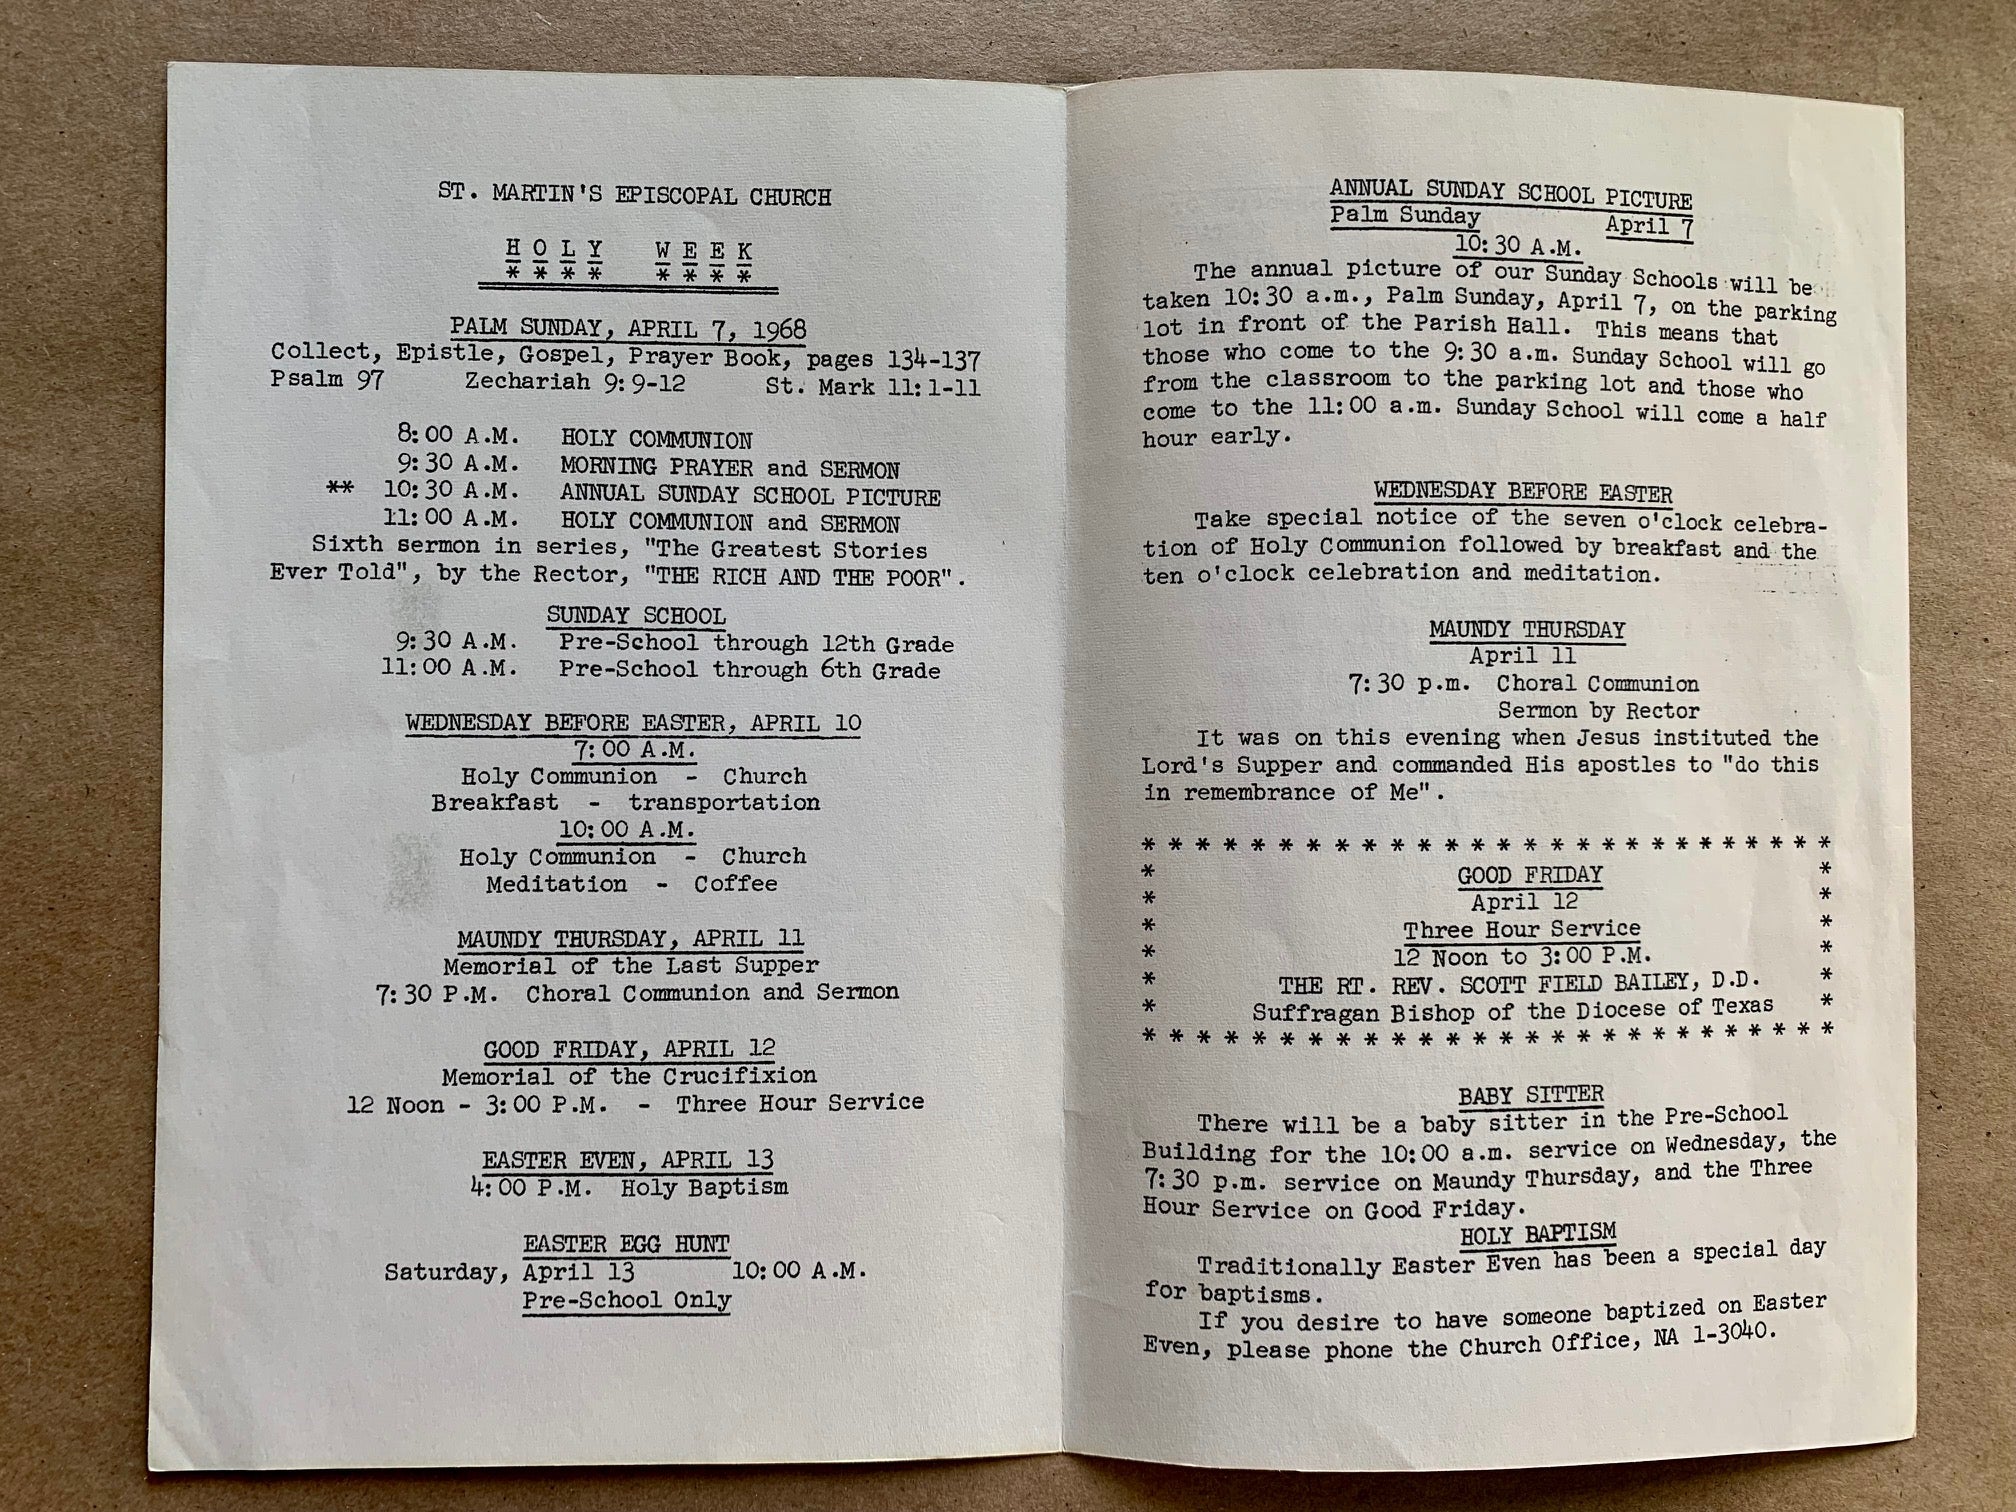 ST. MARTIN'S EPISCOPAL CHURCH
H O L Y   W E E K
* * * *   * * * *
PALM SUNDAY, APRIL 7, 1968
Collect, Epistle, Gospel, Prayer Book, pages 134-137
Psalm 97   Zechariah 9:9-12   St. Mark 11:1-11
8:00 A.M.   HOLY COMMUNION
9:30 A.M.   MORNING PRAYER and SERMON
**  10:30 A.M.   ANNUAL SUNDAY SCHOOL PICTURE
11:00 A.M.   HOLY COMMUNION and SERMON
Sixth sermon in series, "The Greatest Stories
Ever Told", by the Rector, "THE RICH AND THE POOR".
SUNDAY SCHOOL
9:30 A.M.   Pre-School through 12th Grade
11:00 A.M.   Pre-School through 6th Grade
WEDNESDAY BEFORE EASTER, APRIL 10
7:00 A.M.
Holy Communion  -  Church
Breakfast  -  transportation
10:00 A.M.
Holy Communion  -  Church
Meditation  -  Coffee
MAUNDY THURSDAY, APRIL 11
Memorial of the Last Supper
7:30 P.M.  Choral Communion and Sermon
GOOD FRIDAY, APRIL 12
Memorial of the Crucifixion
12 Noon - 3:00 P.M.  -  Three Hour Service
EASTER EVEN, APRIL 13
4:00 P.M.  Holy Baptism
EASTER EGG HUNT
Saturday, April 13   10:00 A.M.
Pre-School Only
ANNUAL SUNDAY SCHOOL PICTURE
Palm Sunday   April 7
10:30 A.M.
The annual picture of our Sunday Schools will be
taken 10:30 a.m., Palm Sunday, April 7, on the parking
lot in front of the Parish Hall.  This means that
those who come to the 9:30 a.m. Sunday School will go
from the classroom to the parking lot and those who
come to the 11:00 a.m. Sunday School will come a half
hour early.
WEDNESDAY BEFORE EASTER
Take special notice of the seven o'clock celebra-
tion of Holy Communion followed by breakfast and the
ten o'clock celebration and meditation.
MAUNDY THURSDAY
April 11
7:30 p.m.  Choral Communion
Sermon by Rector
It was on this evening when Jesus instituted the
Lord's Supper and commanded His apostles to "do this
in remembrance of Me".
* * * * * * * * * * * * * * * * * * * * * * * * * *
* GOOD FRIDAY *
* April 12 *
* Three Hour Service *
* 12 Noon to 3:00 P.M. *
* THE RT. REV. SCOTT FIELD BAILEY, D.D. *
* Suffragan Bishop of the Diocese of Texas *
* * * * * * * * * * * * * * * * * * * * * * * * * *
BABY SITTER
There will be a baby sitter in the Pre-School
Building for the 10:00 a.m. service on Wednesday, the
7:30 p.m. service on Maundy Thursday, and the Three
Hour Service on Good Friday.
HOLY BAPTISM
Traditionally Easter Even has been a special day
for baptisms.
If you desire to have someone baptized on Easter
Even, please phone the Church Office, NA 1-3040.